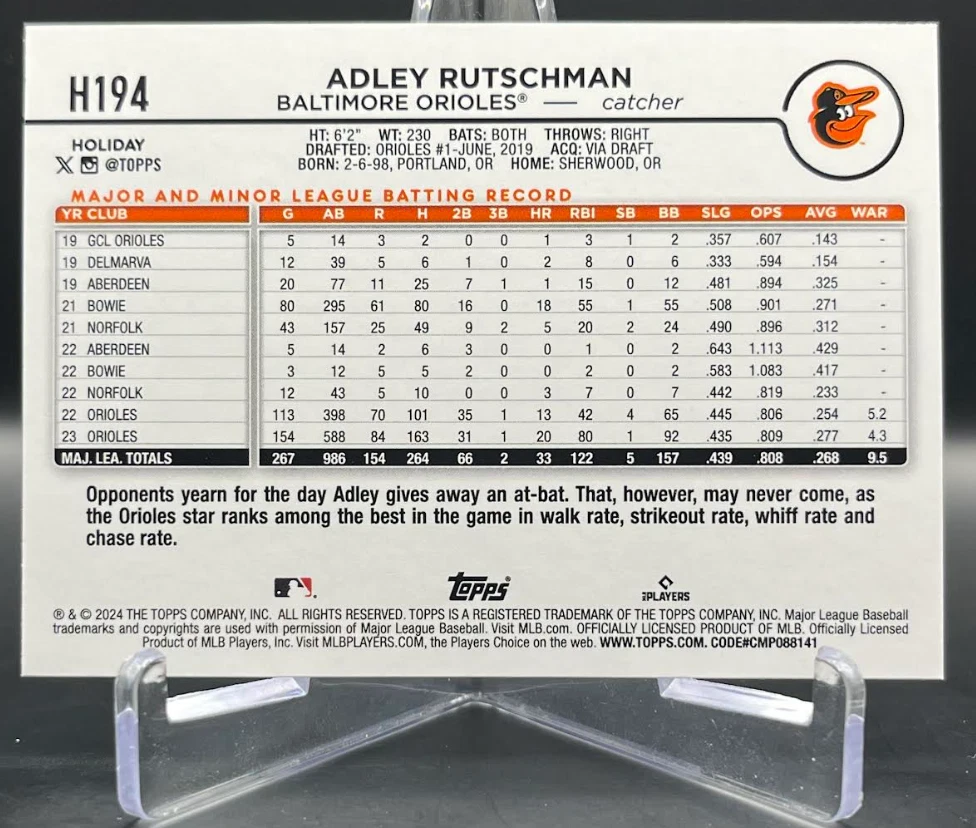 H194
ADLEY RUTSCHMAN
BALTIMORE ORIOLES® — catcher
HOLIDAY
X @TOPPS
HT: 6'2" WT: 230 BATS: BOTH THROWS: RIGHT
DRAFTED: ORIOLES #1-JUNE, 2019 ACQ: VIA DRAFT
BORN: 2-6-98, PORTLAND, OR HOME: SHERWOOD, OR
MAJOR AND MINOR LEAGUE BATTING RECORD
YR CLUB G AB R H 2B 3B HR RBI SB BB SLG OPS AVG WAR
19 GCL ORIOLES 5 14 3 2 0 0 1 3 1 2 .357 .607 .143 -
19 DELMARVA 12 39 5 6 1 0 2 8 0 6 .333 .594 .154 -
19 ABERDEEN 20 77 11 25 7 1 1 15 0 12 .481 .894 .325 -
21 BOWIE 80 295 61 80 16 0 18 55 1 55 .508 .901 .271 -
21 NORFOLK 43 157 25 49 9 2 5 20 2 24 .490 .896 .312 -
22 ABERDEEN 5 14 2 6 3 0 0 1 0 2 .643 1.113 .429 -
22 BOWIE 3 12 5 5 2 0 0 2 0 2 .583 1.083 .417 -
22 NORFOLK 12 43 5 10 0 0 3 7 0 7 .442 .819 .233 -
22 ORIOLES 113 398 70 101 35 1 13 42 4 65 .445 .806 .254 5.2
23 ORIOLES 154 588 84 163 31 1 20 80 1 92 .435 .809 .277 4.3
MAJ. LEA. TOTALS 267 986 154 264 66 2 33 122 5 157 .439 .808 .268 9.5
Opponents yearn for the day Adley gives away an at-bat. That, however, may never come, as
the Orioles star ranks among the best in the game in walk rate, strikeout rate, whiff rate and
chase rate.
Topps
PLAYERS
® & © 2024 THE TOPPS COMPANY, INC. ALL RIGHTS RESERVED. TOPPS IS A REGISTERED TRADEMARK OF THE TOPPS COMPANY, INC. Major League Baseball
trademarks and copyrights are used with permission of Major League Baseball. Visit MLB.com. OFFICIALLY LICENSED PRODUCT OF MLB. Officially Licensed
Product of MLB Players, Inc. Visit MLBPLAYERS.COM, the Players Choice on the web. WWW.TOPPS.COM. CODE#CMP088141